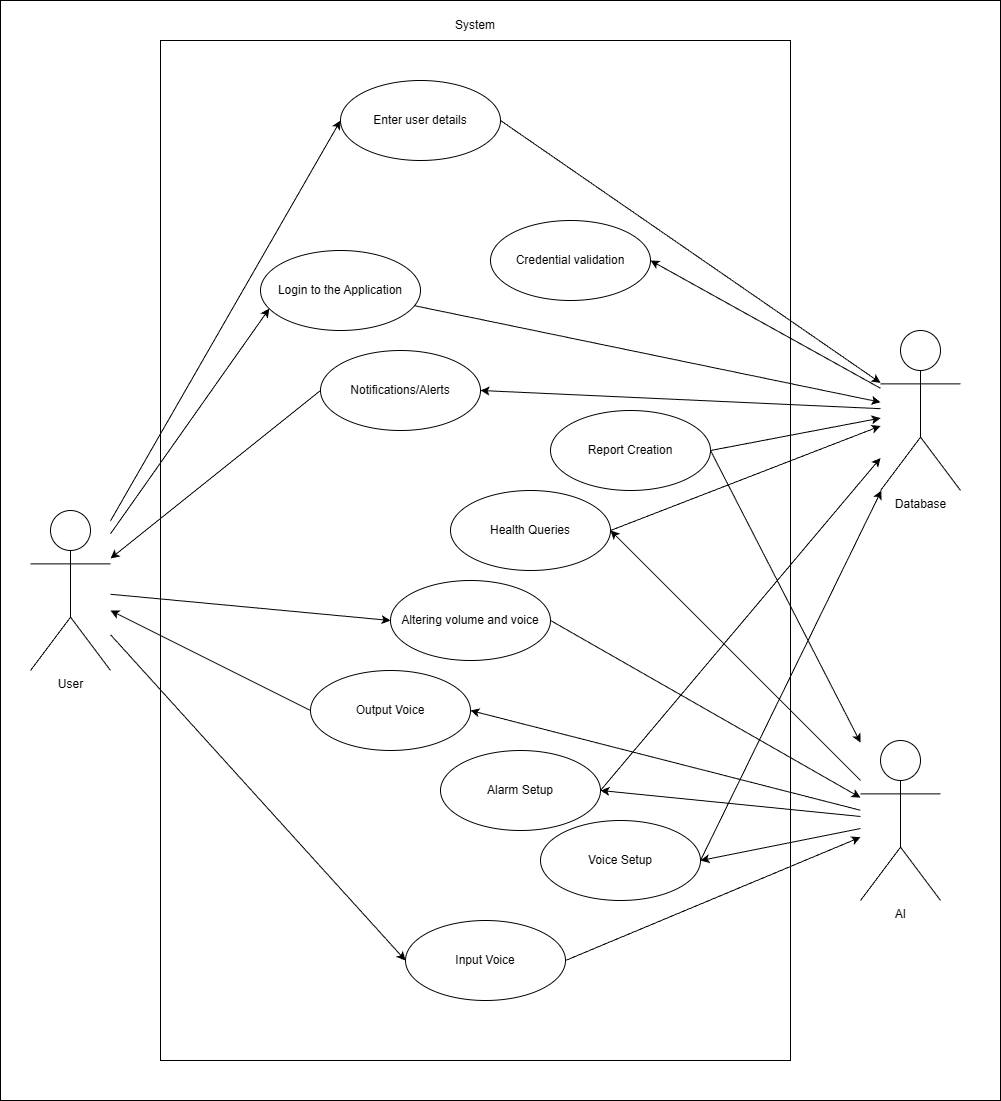 System
Enter user details
Credential validation
Login to the Application
Notifications/Alerts
Report Creation
Database
Health Queries
Altering volume and voice
User
Output Voice
Alarm Setup
Voice Setup
AI
Input Voice